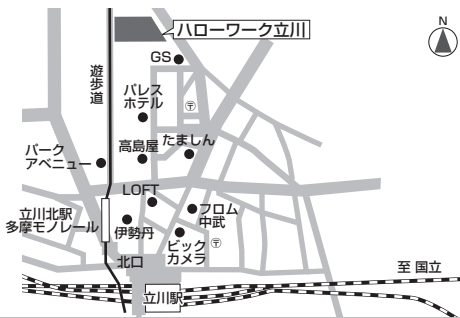 ハローワーク立川
N
GS
遊歩道
パレス
ホテル
〒
高島屋
たましん
パーク
アベニュー
LOFT
立川北駅
多摩モノレール
伊勢丹
フロム
中武
ビック
カメラ
〒
北口
至 国立
立川駅